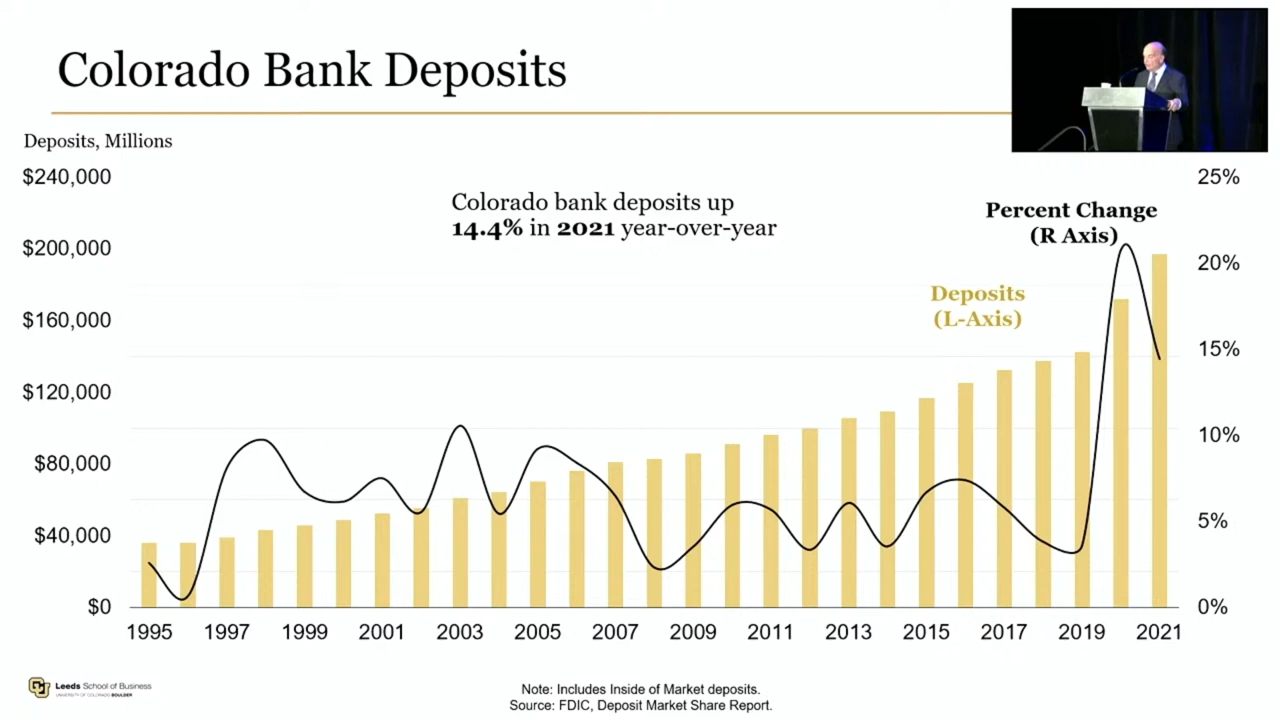 Colorado Bank Deposits
Deposits, Millions
$240,000
$200,000
$160,000
$120,000
$80,000
$40,000
$0
Colorado bank deposits up
14.4% in 2021 year-over-year
Percent Change
(R Axis)
Deposits
(L-Axis)
25%
20%
15%
10%
5%
0%
1995 1997 1999 2001 2003 2005 2007 2009 2011 2013 2015 2017 2019 2021
CU
Leeds School of Business
UNIVERSITY OF COLORADO BOULDER
Note: Includes Inside of Market deposits.
Source: FDIC, Deposit Market Share Report.